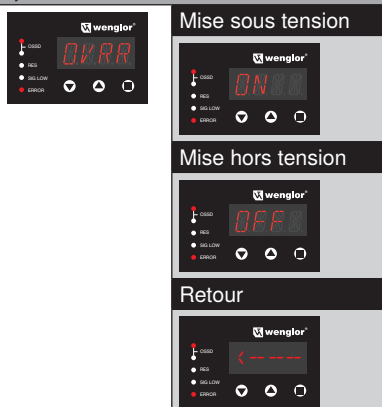 wenglor®
OVRR
OSSD
RES
SIG LOW
ERROR
Mise sous tension
wenglor®
ON
OSSD
RES
SIG LOW
ERROR
Mise hors tension
wenglor®
OFF
OSSD
RES
SIG LOW
ERROR
Retour
wenglor®
<-----
OSSD
RES
SIG LOW
ERROR